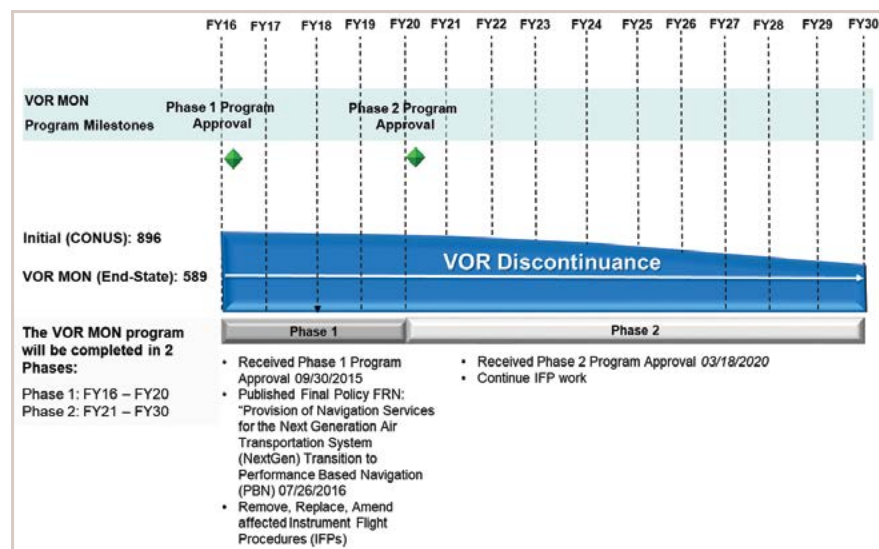 FY16 FY17 FY18 FY19 FY20 FY21 FY22 FY23 FY24 FY25 FY26 FY27 FY28 FY29 FY30
VOR MON
Program Milestones
Phase 1 Program
Approval
Phase 2 Program
Approval
Initial (CONUS): 896
VOR MON (End-State): 589
VOR Discontinuance
Phase 1
Phase 2
The VOR MON program
will be completed in 2
Phases:
Phase 1: FY16 – FY20
Phase 2: FY21 – FY30
• Received Phase 1 Program
Approval 09/30/2015
• Published Final Policy FRN:
"Provision of Navigation Services
for the Next Generation Air
Transportation System
(NextGen) Transition to
Performance Based Navigation
(PBN) 07/26/2016
• Remove, Replace, Amend
affected Instrument Flight
Procedures (IFPs)
• Received Phase 2 Program Approval 03/18/2020
• Continue IFP work